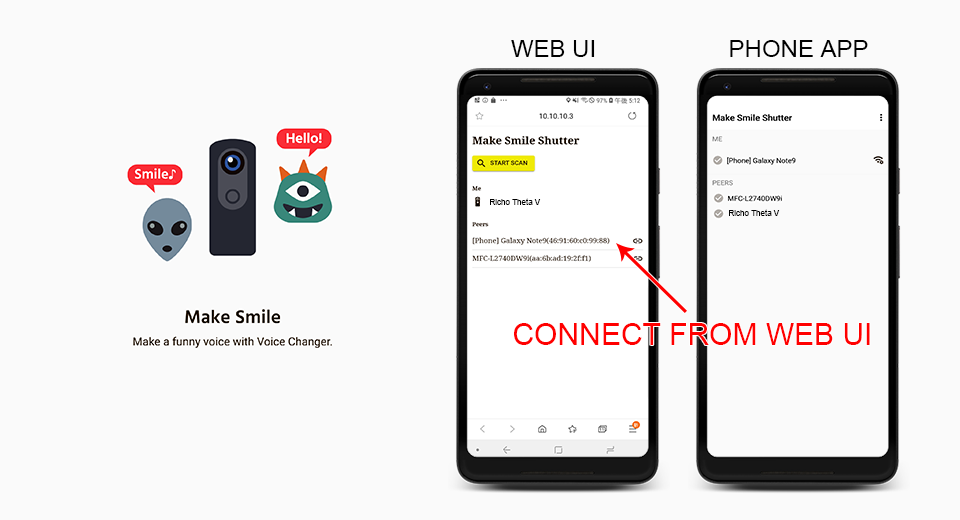 Smile♪
Hello!
Make Smile
Make a funny voice with Voice Changer.
WEB UI
97% 午後 5:12
10.10.10.3
Make Smile Shutter
START SCAN
Me
Richo Theta V
Peers
[Phone] Galaxy Note9(46:91:60:c0:99:88)
MFC-L2740DW9i(aa:6b:ad:19:2f:f1)
CONNECT FROM WEB UI
PHONE APP
Make Smile Shutter
ME
[Phone] Galaxy Note9
PEERS
MFC-L2740DW9i
Richo Theta V